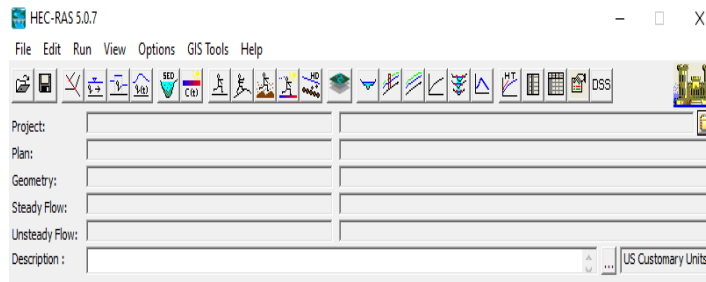 HEC-RAS 5.0.7
File Edit Run View Options GIS Tools Help
SED C(t) HD HT DSS
Project:
Plan:
Geometry:
Steady Flow:
Unsteady Flow:
Description : ... US Customary Units